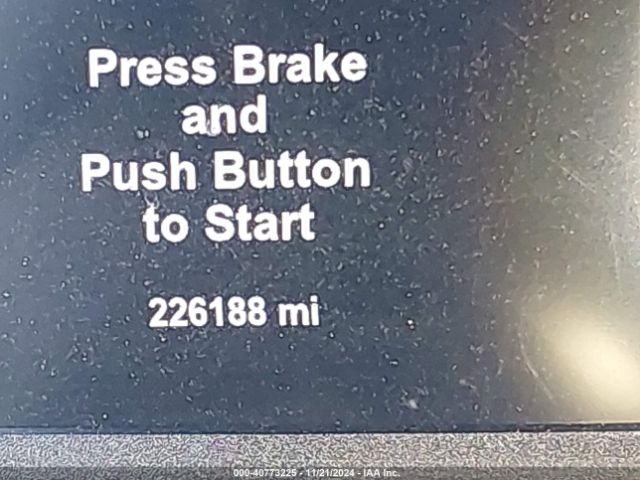 Press Brake
and
Push Button
to Start
226188 mi
000-40773225 - 11/21/2024 - IAA Inc.